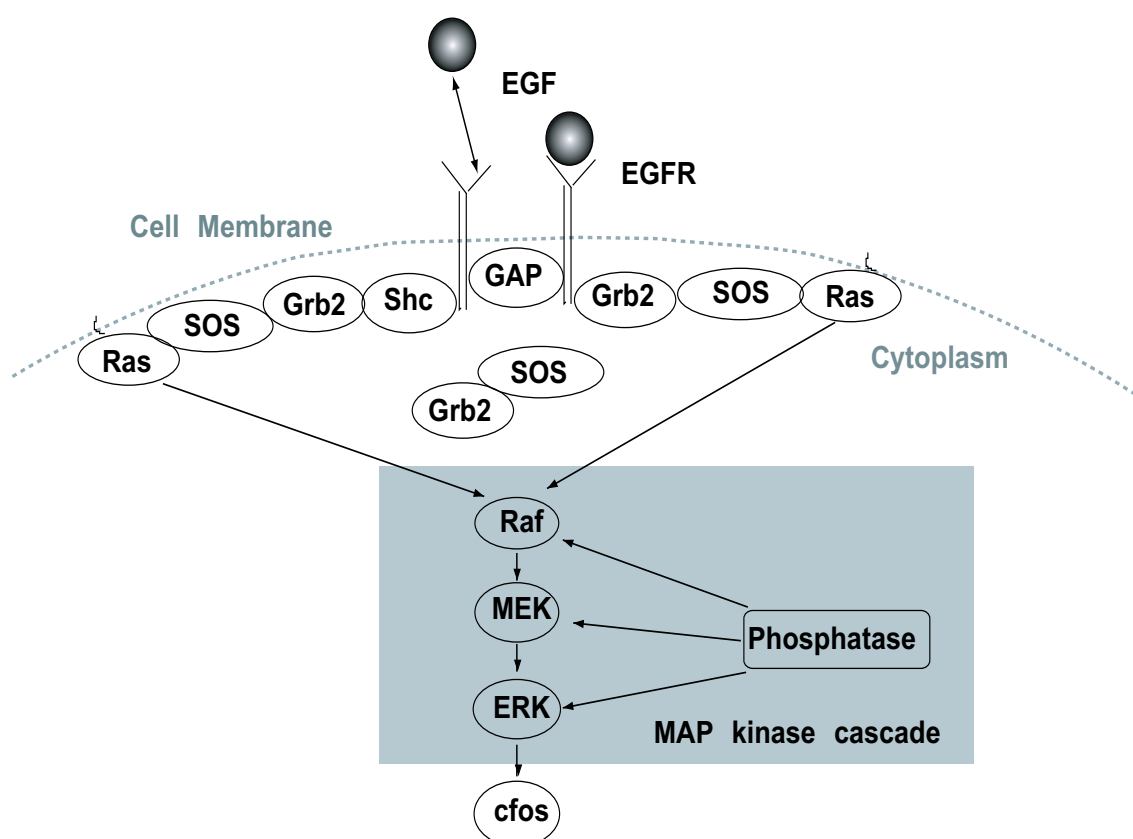 EGF
EGFR
Cell Membrane
GAP
Grb2
Shc
Grb2
SOS
Ras
SOS
Ras
Cytoplasm
SOS
Grb2
Raf
MEK
Phosphatase
ERK
MAP kinase cascade
cfos